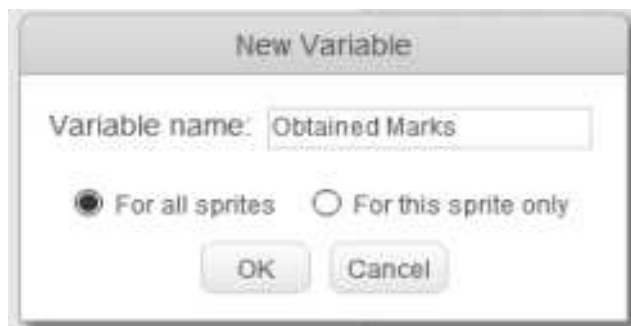 New Variable
Variable name: Obtained Marks
For all sprites For this sprite only
OK Cancel